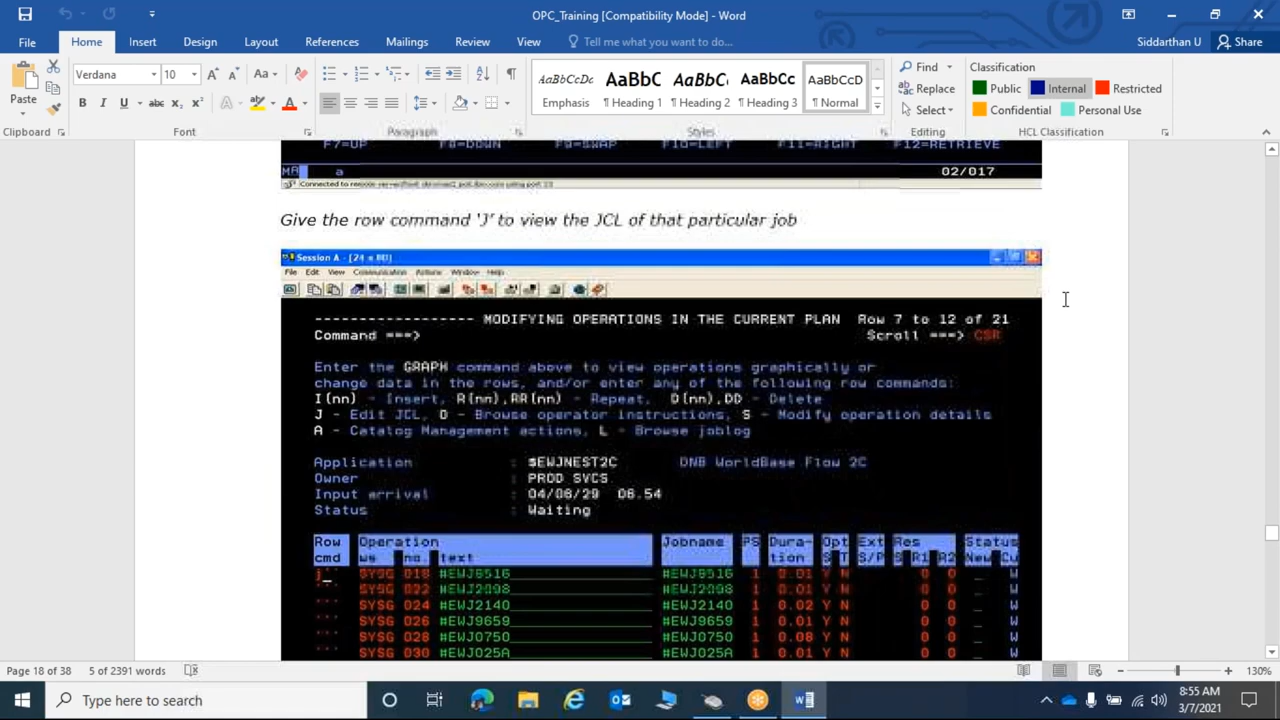 OPC_Training [Compatibility Mode] - Word
File Home Insert Design Layout References Mailings Review View Tell me what you want to do... Siddarthan U Share
Paste
Clipboard
Verdana 10
Font
Paragraph
AaBbCcDc AaBbC AaBbC AaBbCc AaBbCcD
Emphasis ¶ Heading 1 ¶ Heading 2 ¶ Heading 3 ¶ Normal
Styles
Find
Replace
Select
Editing
Classification
Public Internal Restricted
Confidential Personal Use
HCL Classification
F7=UP F8=DOWN F9=SWAP F10=LEFT F11=RIGHT F12=RETRIEVE
MA a 02/017
Give the row command 'J' to view the JCL of that particular job
Session A - [24 x 80]
File Edit View Communication Actions Window Help
----------------- MODIFYING OPERATIONS IN THE CURRENT PLAN Row 7 to 12 of 21
Command ===> Scroll ===> CSR
Enter the GRAPH command above to view operations graphically or
change data in the rows, and/or enter any of the following row commands:
I(nn) - Insert, R(nn),RR(nn) - Repeat, D(nn),DD - Delete
J - Edit JCL, O - Browse operator instructions, S - Modify operation details
A - Catalog Management actions, L - Browse joblog
Application : $EWJNEST2C DNB WorldBase Flow 2C
Owner : PROD SVCS
Input arrival : 04/06/29 06.54
Status : Waiting
Row Operation Jobname PS Dura- Opt Ext Res Status
cmd ws no. text tion S T S/P S R1 R2 New Cu
j SYSG 018 #EWJ8516 #EWJ8516 1 0.01 Y N 0 0 _ W
SYSG 022 #EWJ2098 #EWJ2098 1 0.01 Y N 0 0 _ W
SYSG 024 #EWJ2140 #EWJ2140 1 0.02 Y N 0 0 _ W
SYSG 026 #EWJ9659 #EWJ9659 1 0.01 Y N 0 0 _ W
SYSG 028 #EWJ0750 #EWJ0750 1 0.08 Y N 0 0 _ W
SYSG 030 #EWJ025A #EWJ025A 1 0.01 Y N 0 0 _ W
Page 18 of 38 5 of 2391 words 130%
Type here to search
8:55 AM
3/7/2021